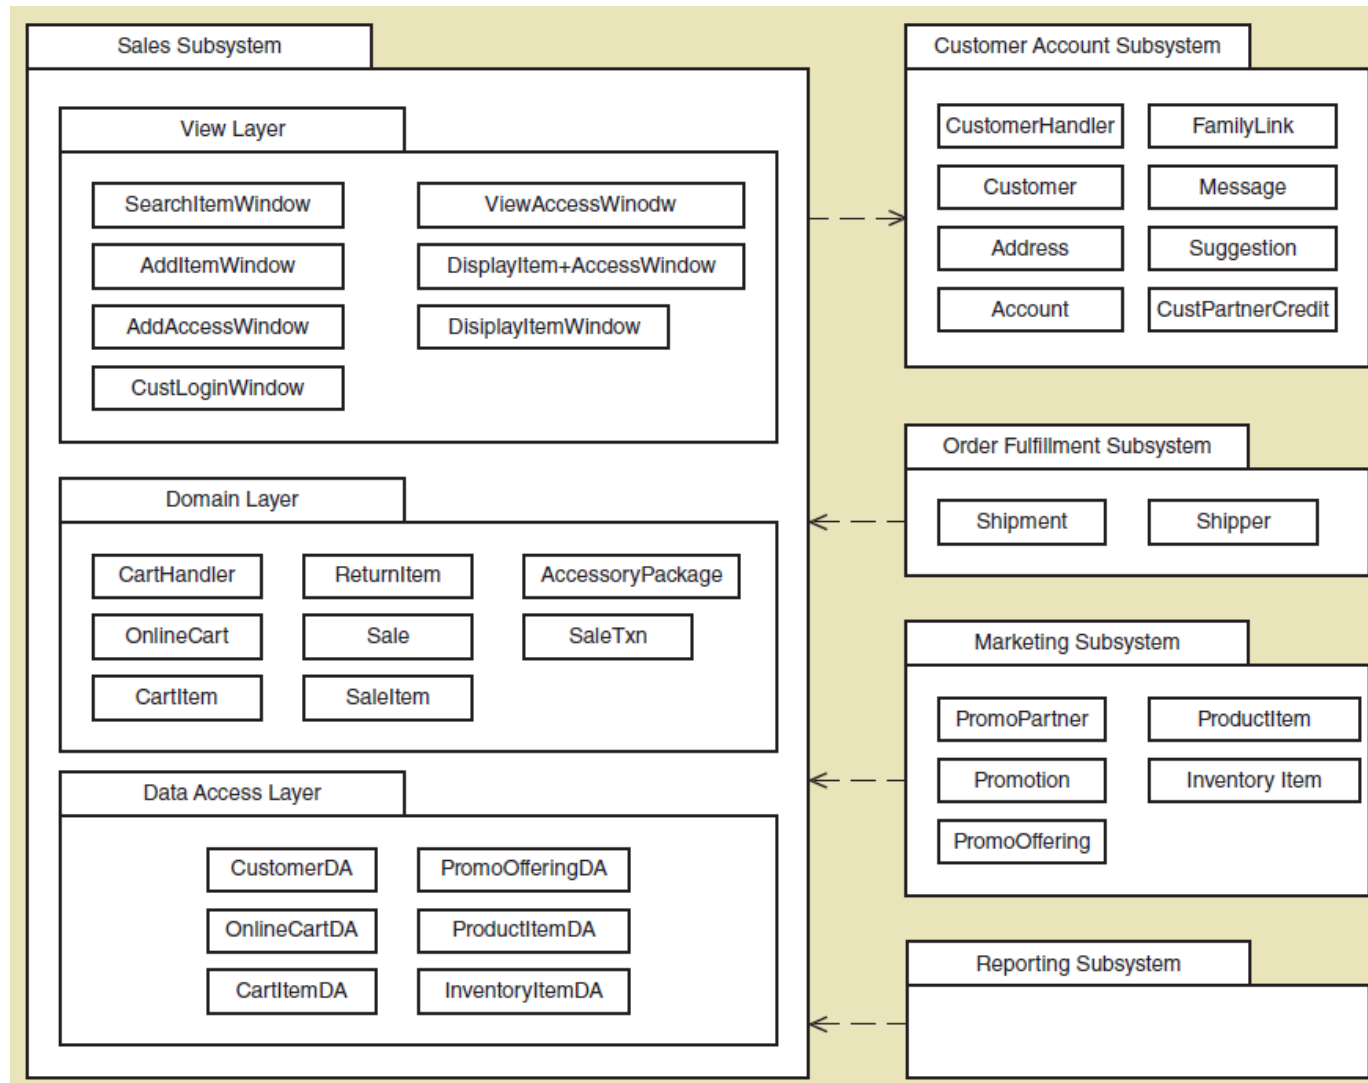 Sales Subsystem
View Layer
SearchItemWindow
ViewAccessWinodw
AddItemWindow
DisplayItem+AccessWindow
AddAccessWindow
DisiplayItemWindow
CustLoginWindow
Domain Layer
CartHandler
ReturnItem
AccessoryPackage
OnlineCart
Sale
SaleTxn
CartItem
SaleItem
Data Access Layer
CustomerDA
PromoOfferingDA
OnlineCartDA
ProductItemDA
CartItemDA
InventoryItemDA
Customer Account Subsystem
CustomerHandler
FamilyLink
Customer
Message
Address
Suggestion
Account
CustPartnerCredit
Order Fulfillment Subsystem
Shipment
Shipper
Marketing Subsystem
PromoPartner
ProductItem
Promotion
Inventory Item
PromoOffering
Reporting Subsystem